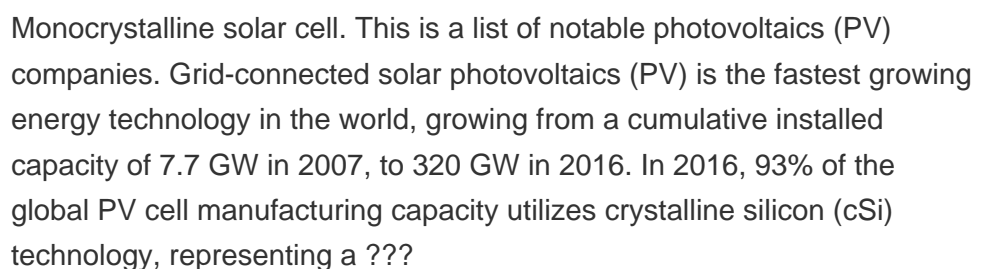 Monocrystalline solar cell. This is a list of notable photovoltaics (PV)
companies. Grid-connected solar photovoltaics (PV) is the fastest growing
energy technology in the world, growing from a cumulative installed
capacity of 7.7 GW in 2007, to 320 GW in 2016. In 2016, 93% of the
global PV cell manufacturing capacity utilizes crystalline silicon (cSi)
technology, representing a ???